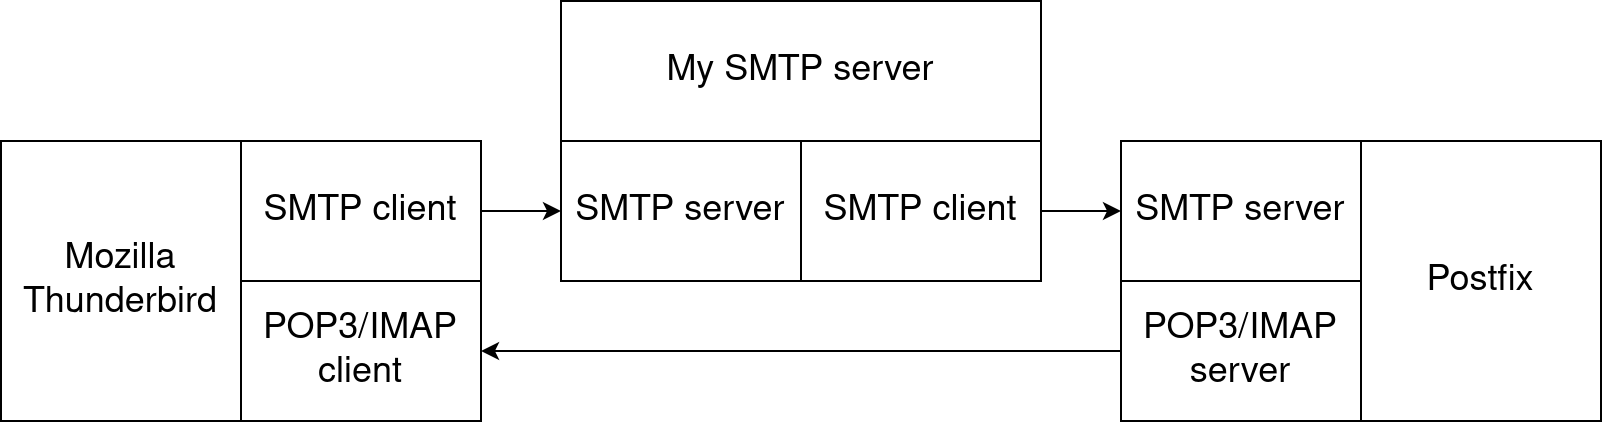 My SMTP server
Mozilla
Thunderbird
SMTP client
POP3/IMAP
client
SMTP server
SMTP client
SMTP server
POP3/IMAP
server
Postfix